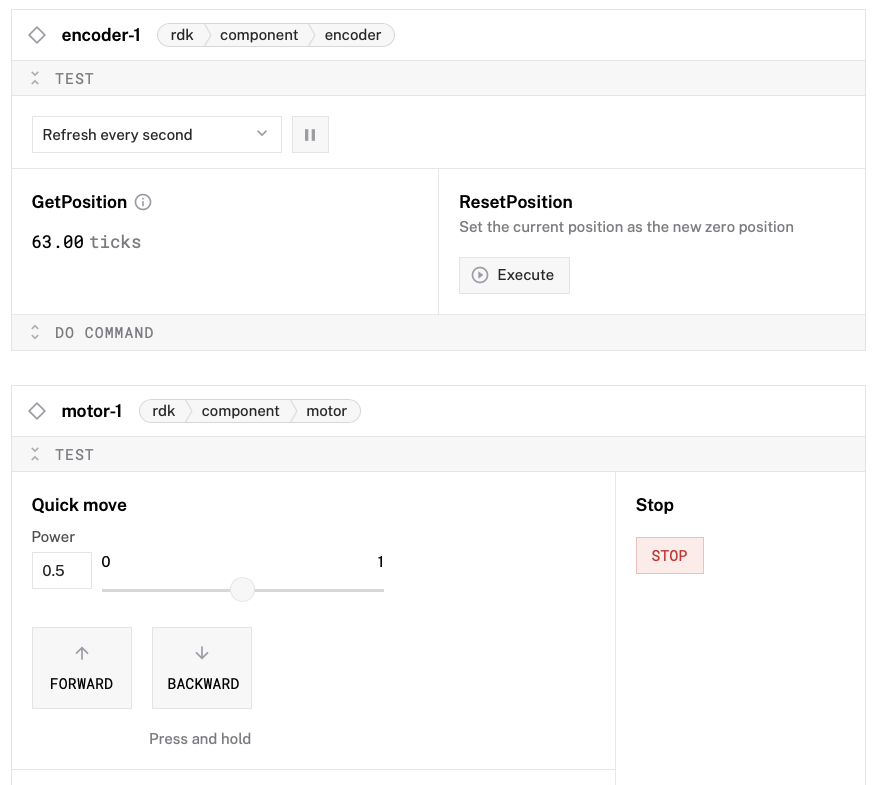 encoder-1 rdk component encoder
TEST
Refresh every second
GetPosition
63.00 ticks
ResetPosition
Set the current position as the new zero position
Execute
DO COMMAND
motor-1 rdk component motor
TEST
Quick move
Power
0.5
0 1
FORWARD BACKWARD
Press and hold
Stop
STOP